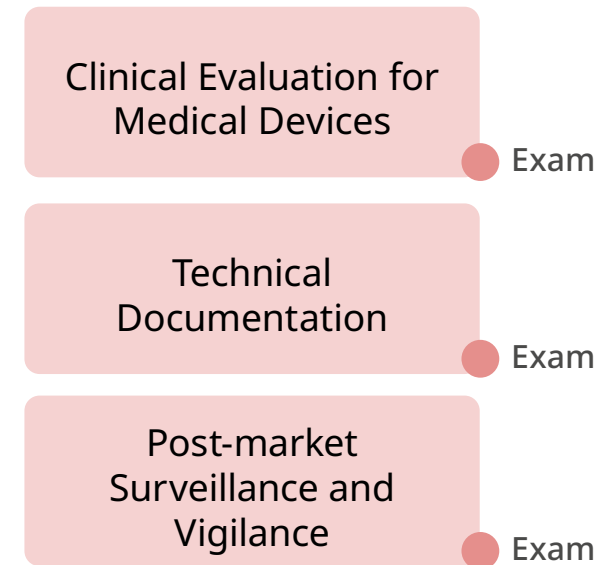 Clinical Evaluation for
Medical Devices
Exam
Technical
Documentation
Exam
Post-market
Surveillance and
Vigilance
Exam